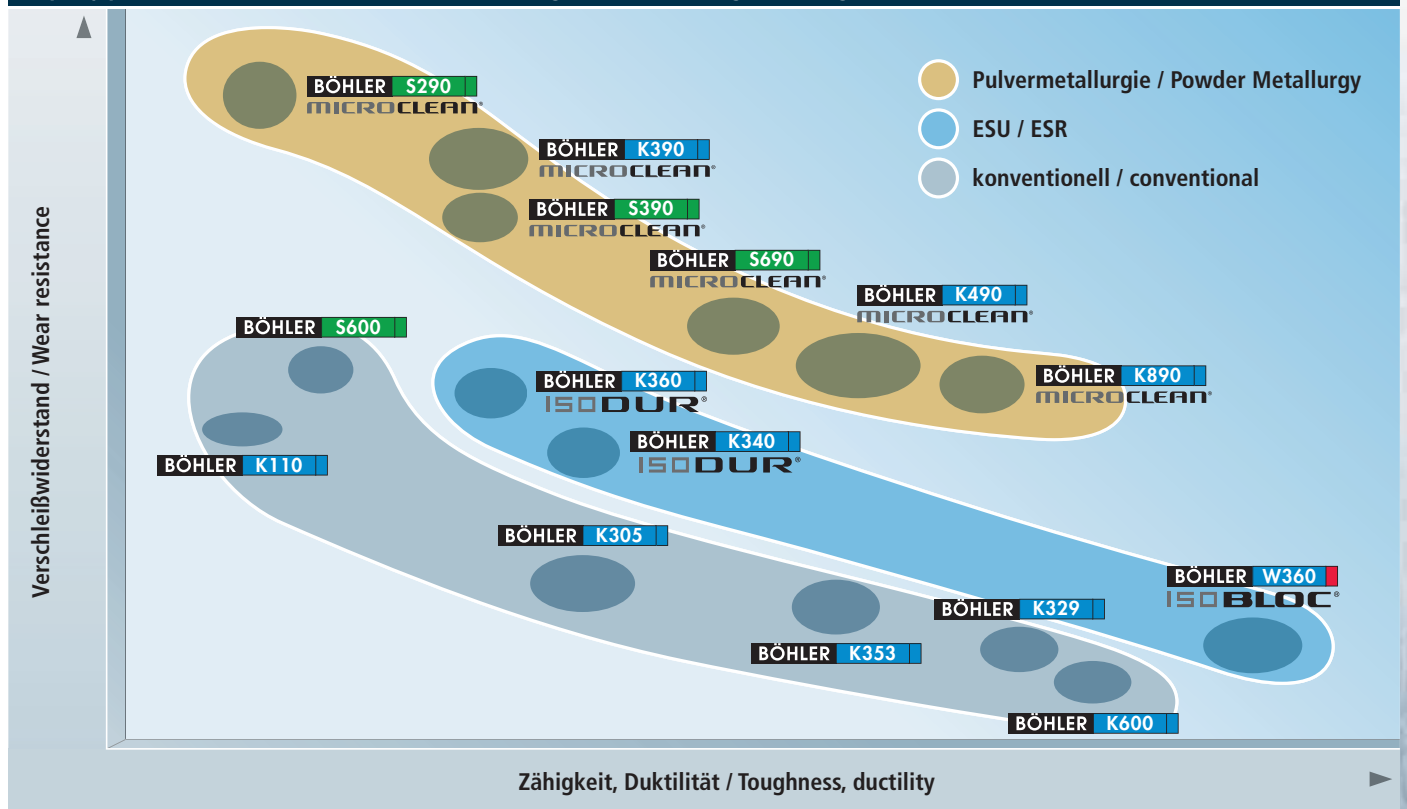 BÖHLER S290
MICROCLEAN®
Pulvermetallurgie / Powder Metallurgy
ESU / ESR
konventionell / conventional
BÖHLER K390
MICROCLEAN®
BÖHLER S390
MICROCLEAN®
BÖHLER S690
MICROCLEAN®
BÖHLER K490
MICROCLEAN®
BÖHLER S600
BÖHLER K360
ISODUR®
BÖHLER K890
MICROCLEAN®
BÖHLER K340
ISODUR®
BÖHLER K110
BÖHLER K305
BÖHLER W360
ISOBLOC®
BÖHLER K329
BÖHLER K353
BÖHLER K600
Verschleißwiderstand / Wear resistance
Zähigkeit, Duktilität / Toughness, ductility